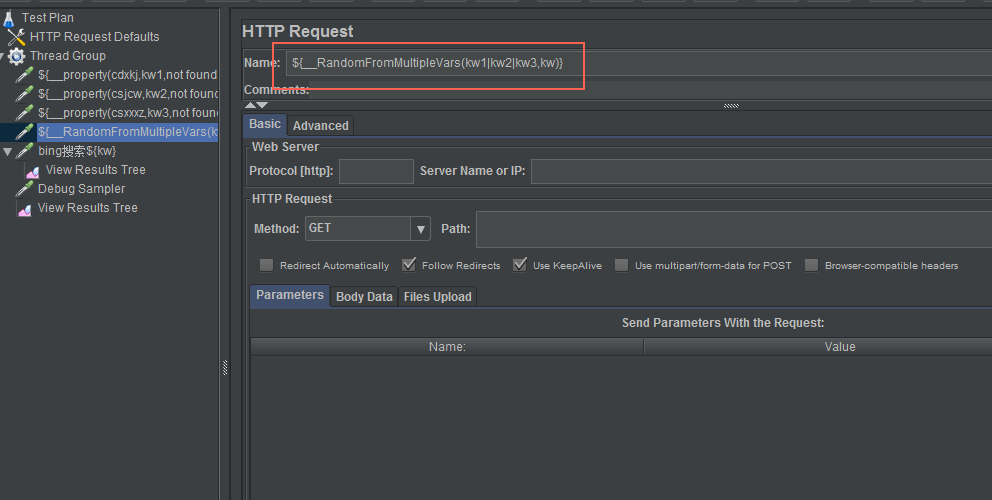 Test Plan
HTTP Request Defaults
Thread Group
${__property(cdxkj,kw1,not found
${__property(csjcw,kw2,not found
${__property(csxxxz,kw3,not found
${__RandomFromMultipleVars(k
bing搜索${kw}
View Results Tree
Debug Sampler
View Results Tree
HTTP Request
Name: ${__RandomFromMultipleVars(kw1|kw2|kw3,kw)}
Comments:
Basic Advanced
Web Server
Protocol [http]: Server Name or IP:
HTTP Request
Method: GET Path:
Redirect Automatically Follow Redirects Use KeepAlive Use multipart/form-data for POST Browser-compatible headers
Parameters Body Data Files Upload
Send Parameters With the Request:
Name: Value